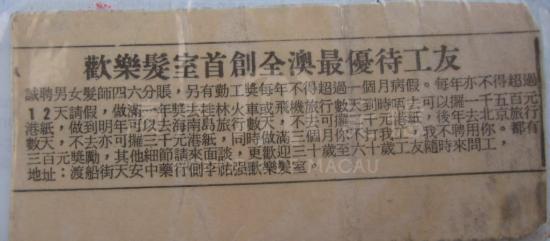 歡樂髮室首創全澳最優待工友
誠聘男女髮師四六分賬，另有勤工獎每年不得超過一個月病假。每年亦不得超過
12天請假，做滿一年獎去桂林火車或飛機旅行數天到時唔去可以攞一千五百元
港紙，做到明年可以去海南島旅行數天，不去可攞三千元港紙，後年去北京旅行
數天，不去亦可攞三千元港紙，同時做滿三個月你不打我工，我不聘用你。都有
三百元獎勵，其他細節請來面談，更歡迎三十歲至六十歲工友隨時來問工，
地址：渡船街天安中藥行側李祐强歡樂髮室。
MACAU